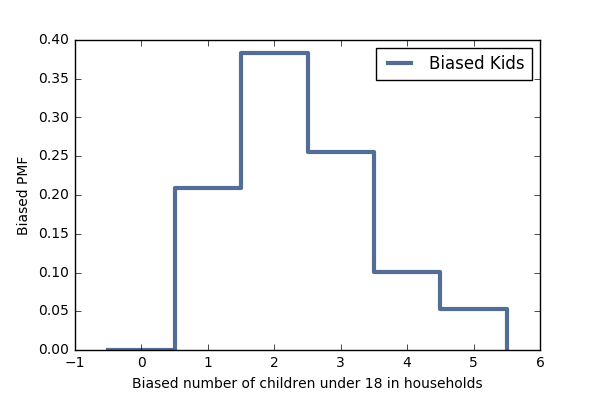 Biased Kids
0.40
0.35
0.30
0.25
0.20
0.15
0.10
0.05
0.00
Biased PMF
−1 0 1 2 3 4 5 6
Biased number of children under 18 in households